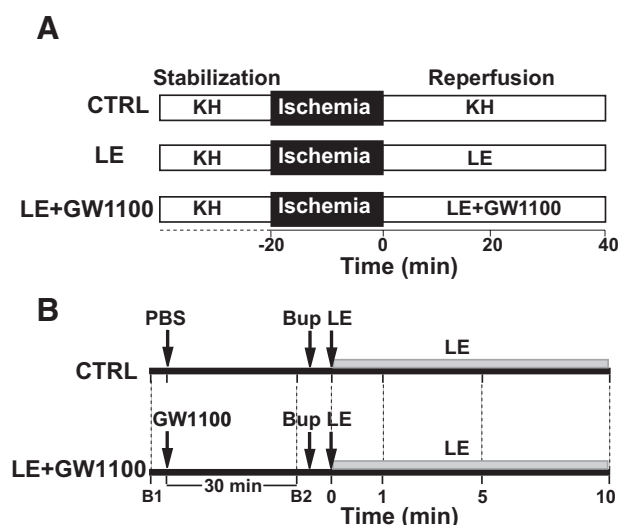 A
Stabilization Reperfusion
CTRL KH Ischemia KH
LE KH Ischemia LE
LE+GW1100 KH Ischemia LE+GW1100
-20 0 20 40
Time (min)
B
PBS Bup LE
LE
CTRL
GW1100 Bup LE
LE
LE+GW1100
30 min
B1 B2 0 1 5 10
Time (min)